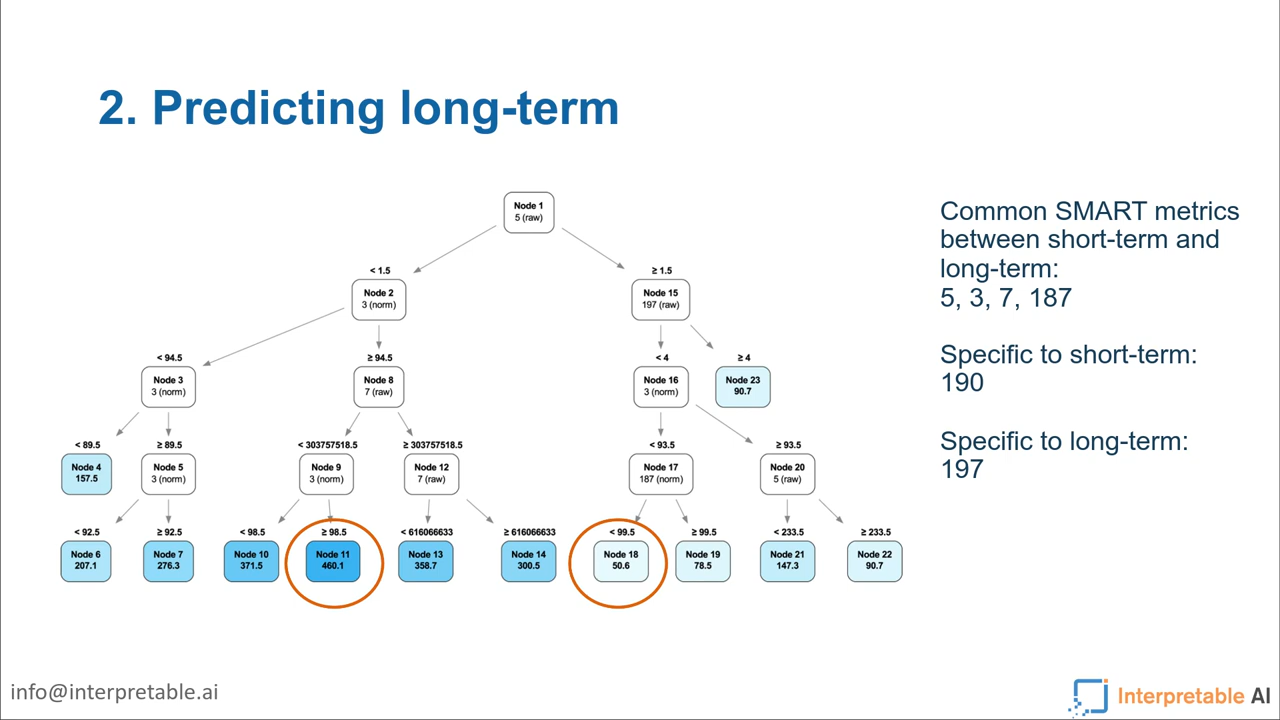 2. Predicting long-term
Node 1
5 (raw)
< 1.5
≥ 1.5
Node 2
3 (norm)
Node 15
197 (raw)
< 94.5
≥ 94.5
< 4
≥ 4
Node 3
3 (norm)
Node 8
7 (raw)
Node 16
3 (norm)
Node 23
90.7
< 89.5
≥ 89.5
< 303757518.5
≥ 303757518.5
< 93.5
≥ 93.5
Node 4
157.5
Node 5
3 (norm)
Node 9
3 (norm)
Node 12
7 (raw)
Node 17
187 (norm)
Node 20
5 (raw)
< 92.5
≥ 92.5
< 98.5
≥ 98.5
< 616066633
≥ 616066633
< 99.5
≥ 99.5
< 233.5
≥ 233.5
Node 6
207.1
Node 7
276.3
Node 10
371.5
Node 11
460.1
Node 13
358.7
Node 14
300.5
Node 18
50.6
Node 19
78.5
Node 21
147.3
Node 22
90.7
Common SMART metrics
between short-term and
long-term:
5, 3, 7, 187
Specific to short-term:
190
Specific to long-term:
197
info@interpretable.ai
Interpretable AI